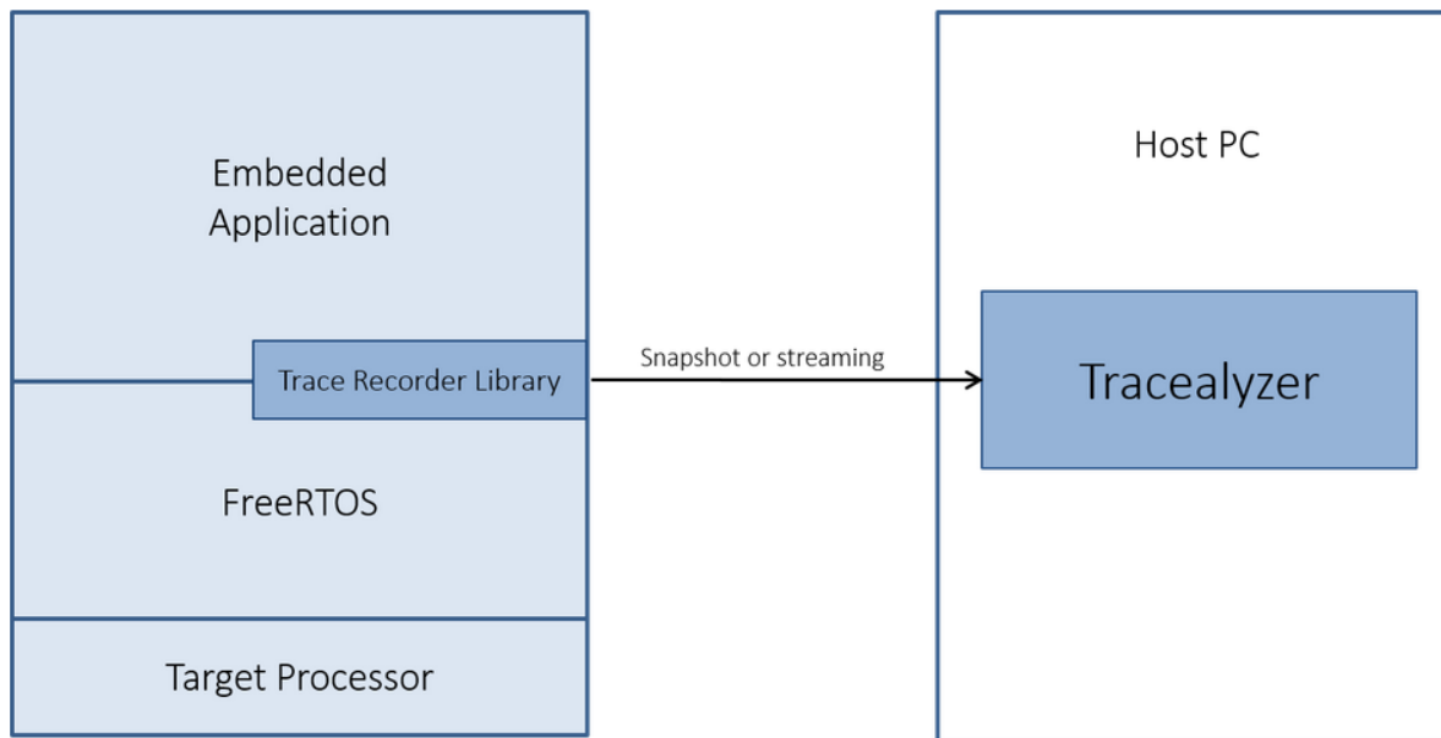 Embedded
Application
Trace Recorder Library
FreeRTOS
Target Processor
Snapshot or streaming
Host PC
Tracealyzer